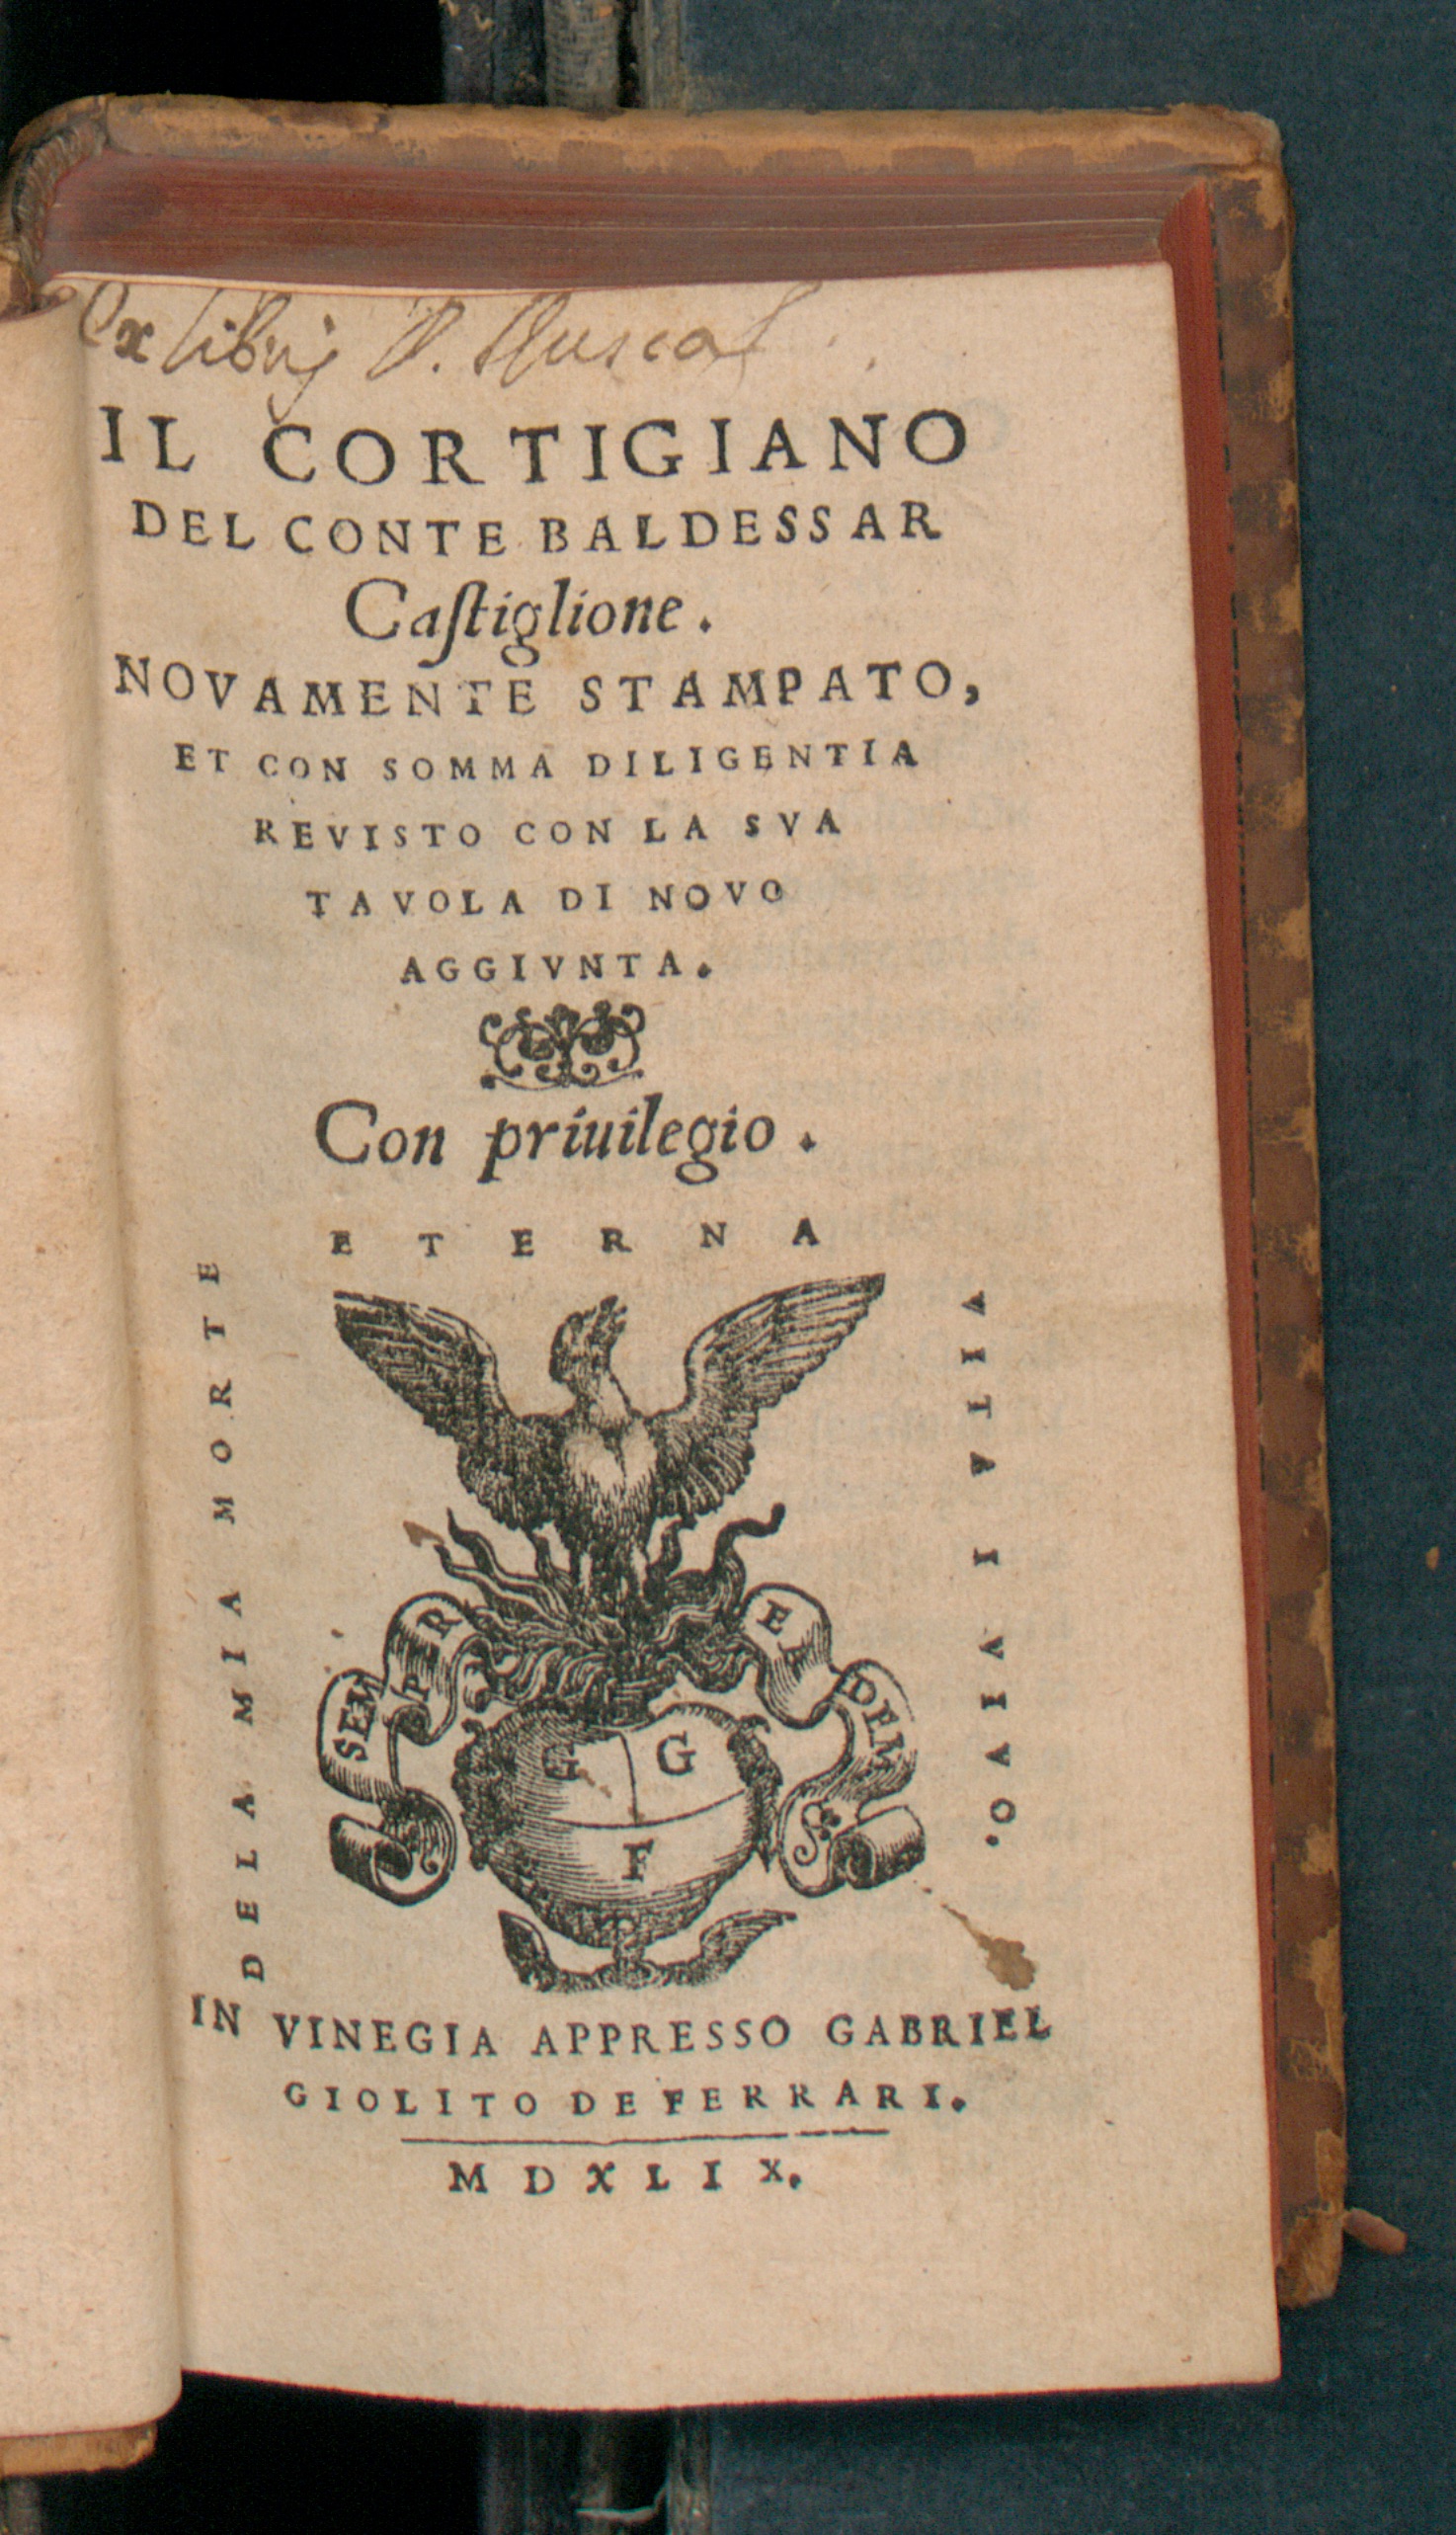 Ex libris
IL CORTIGIANO
DEL CONTE BALDESSAR
Caſtiglione.
NOVAMENTE STAMPATO,
ET CON SOMMA DILIGENTIA
REVISTO CON LA SVA
TAVOLA DI NOVO
AGGIVNTA.
Con priuilegio.
DE LA MIA MORTE
ETERNA
VITA I VIVO.
SEMPR EADEM
G G
F
IN VINEGIA APPRESSO GABRIEL
GIOLITO DE FERRARI.
MDXLIX.